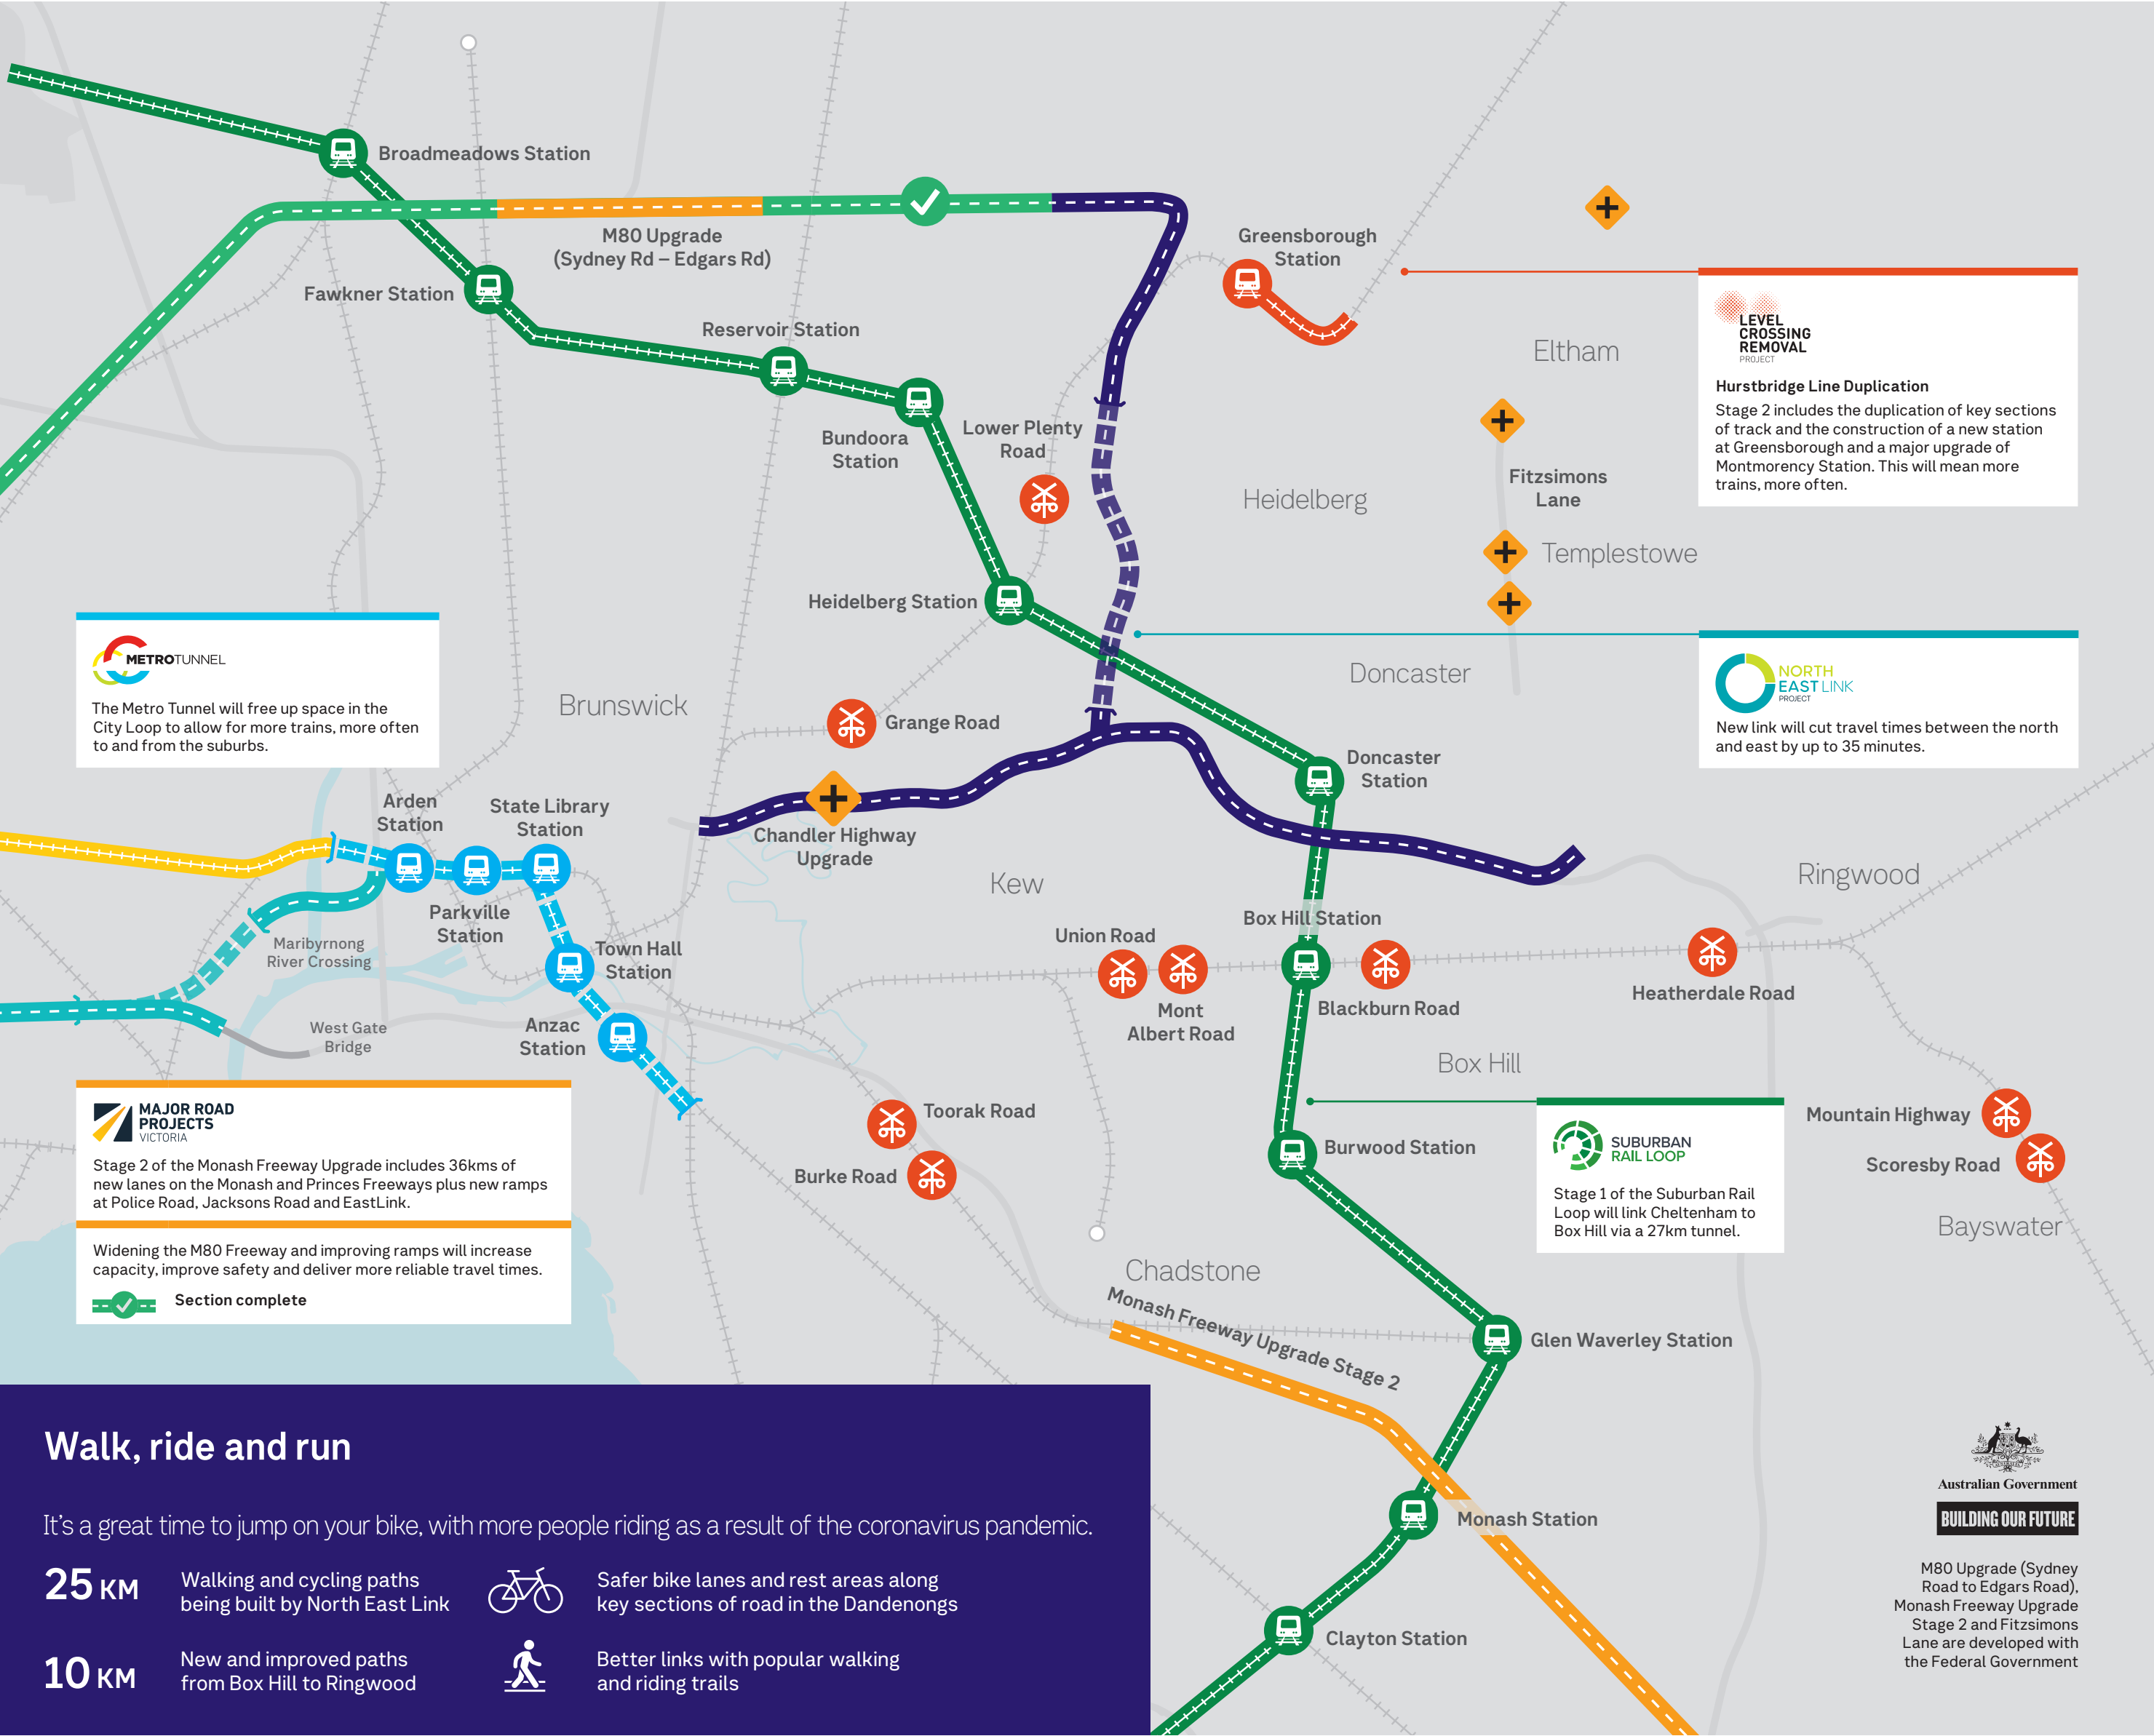 Broadmeadows Station
M80 Upgrade
(Sydney Rd – Edgars Rd)
Greensborough
Station
Fawkner Station
Reservoir Station
Bundoora
Station
Lower Plenty
Road
Eltham
LEVEL
CROSSING
REMOVAL
PROJECT
Hurstbridge Line Duplication
Stage 2 includes the duplication of key sections
of track and the construction of a new station
at Greensborough and a major upgrade of
Montmorency Station. This will mean more
trains, more often.
Heidelberg
Fitzsimons
Lane
Templestowe
Heidelberg Station
METROTUNNEL
The Metro Tunnel will free up space in the
City Loop to allow for more trains, more often
to and from the suburbs.
Brunswick
Grange Road
Doncaster
NORTH
EAST LINK
PROJECT
New link will cut travel times between the north
and east by up to 35 minutes.
Doncaster
Station
Arden
Station
State Library
Station
Chandler Highway
Upgrade
Kew
Ringwood
Parkville
Station
Maribyrnong
River Crossing
Town Hall
Station
Union Road
Box Hill Station
Mont
Albert Road
Blackburn Road
Heatherdale Road
West Gate
Bridge
Anzac
Station
Box Hill
MAJOR ROAD
PROJECTS
VICTORIA
Stage 2 of the Monash Freeway Upgrade includes 36kms of
new lanes on the Monash and Princes Freeways plus new ramps
at Police Road, Jacksons Road and EastLink.
Widening the M80 Freeway and improving ramps will increase
capacity, improve safety and deliver more reliable travel times.
Section complete
Toorak Road
Burke Road
Burwood Station
SUBURBAN
RAIL LOOP
Stage 1 of the Suburban Rail
Loop will link Cheltenham to
Box Hill via a 27km tunnel.
Mountain Highway
Scoresby Road
Bayswater
Chadstone
Monash Freeway Upgrade Stage 2
Glen Waverley Station
Monash Station
Clayton Station
Walk, ride and run
It's a great time to jump on your bike, with more people riding as a result of the coronavirus pandemic.
25 KM
Walking and cycling paths
being built by North East Link
Safer bike lanes and rest areas along
key sections of road in the Dandenongs
10 KM
New and improved paths
from Box Hill to Ringwood
Better links with popular walking
and riding trails
Australian Government
BUILDING OUR FUTURE
M80 Upgrade (Sydney
Road to Edgars Road),
Monash Freeway Upgrade
Stage 2 and Fitzsimons
Lane are developed with
the Federal Government